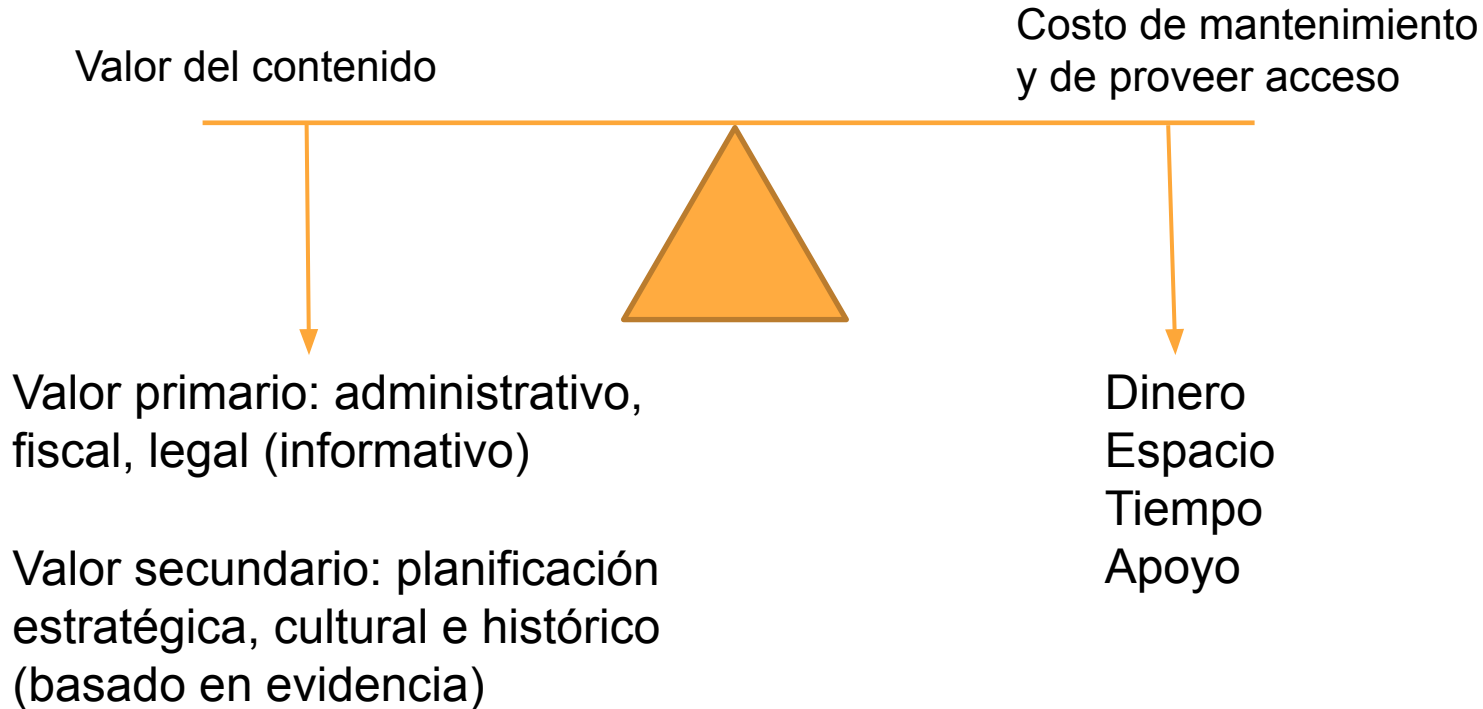 Valor del contenido
Costo de mantenimiento
y de proveer acceso
Valor primario: administrativo,
fiscal, legal (informativo)
Valor secundario: planificación
estratégica, cultural e histórico
(basado en evidencia)
Dinero
Espacio
Tiempo
Apoyo